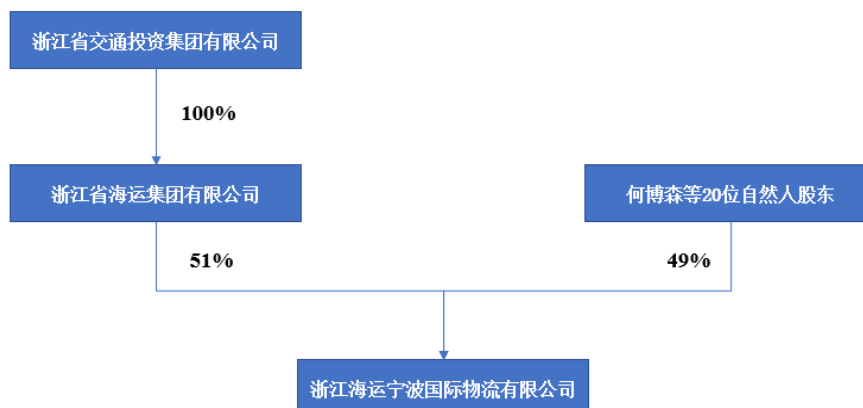 浙江省交通投资集团有限公司
100%
浙江省海运集团有限公司
何博森等20位自然人股东
51%
49%
浙江海运宁波国际物流有限公司